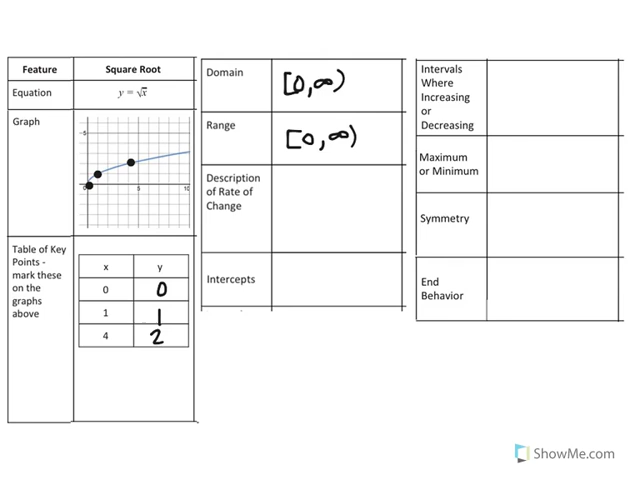 Feature
Square Root
Equation
y = √x
Graph
5
0
5
10
Table of Key
Points -
mark these
on the
graphs
above
x
y
0
0
1
1
4
2
Domain
[0,∞)
Range
[0,∞)
Description
of Rate of
Change
Intercepts
Intervals
Where
Increasing
or
Decreasing
Maximum
or Minimum
Symmetry
End
Behavior
ShowMe.com